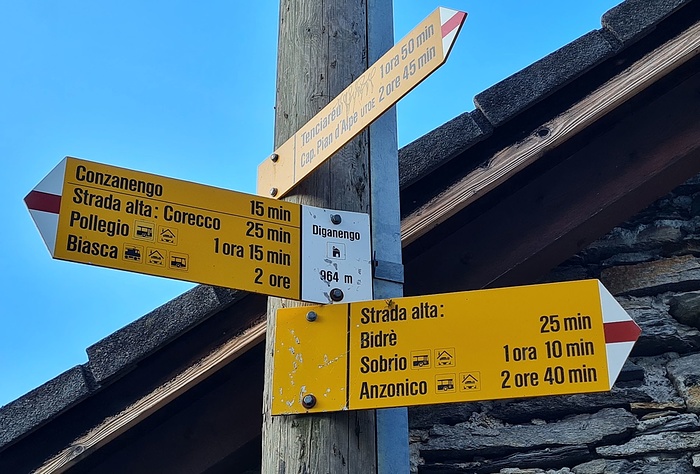 Tenciarèo 1 ora 50 min
Cap. Pian d'Alpe UTOE 2 ore 45 min
Conzanengo 15 min
Strada alta: Corecco 25 min
Pollegio 1 ora 15 min
Biasca 2 ore
Diganengo
964 m
Strada alta:
Bidrè 25 min
Sobrio 1 ora 10 min
Anzonico 2 ore 40 min